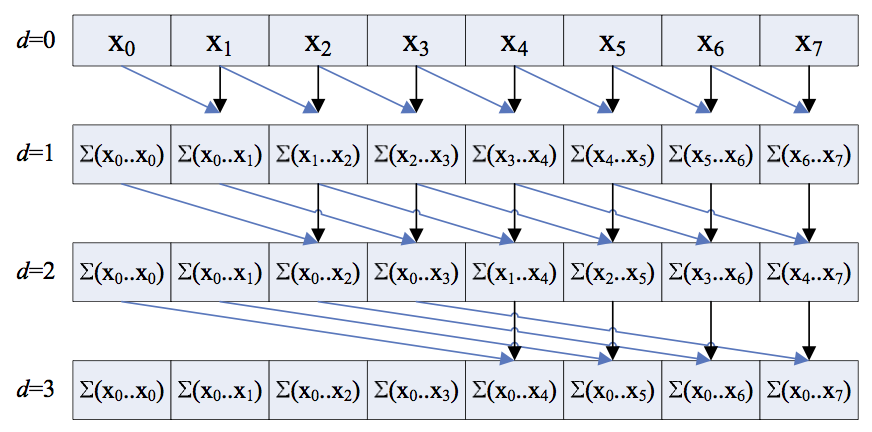 d=0 x₀ x₁ x₂ x₃ x₄ x₅ x₆ x₇
d=1 Σ(x₀..x₀) Σ(x₀..x₁) Σ(x₁..x₂) Σ(x₂..x₃) Σ(x₃..x₄) Σ(x₄..x₅) Σ(x₅..x₆) Σ(x₆..x₇)
d=2 Σ(x₀..x₀) Σ(x₀..x₁) Σ(x₀..x₂) Σ(x₀..x₃) Σ(x₁..x₄) Σ(x₂..x₅) Σ(x₃..x₆) Σ(x₄..x₇)
d=3 Σ(x₀..x₀) Σ(x₀..x₁) Σ(x₀..x₂) Σ(x₀..x₃) Σ(x₀..x₄) Σ(x₀..x₅) Σ(x₀..x₆) Σ(x₀..x₇)